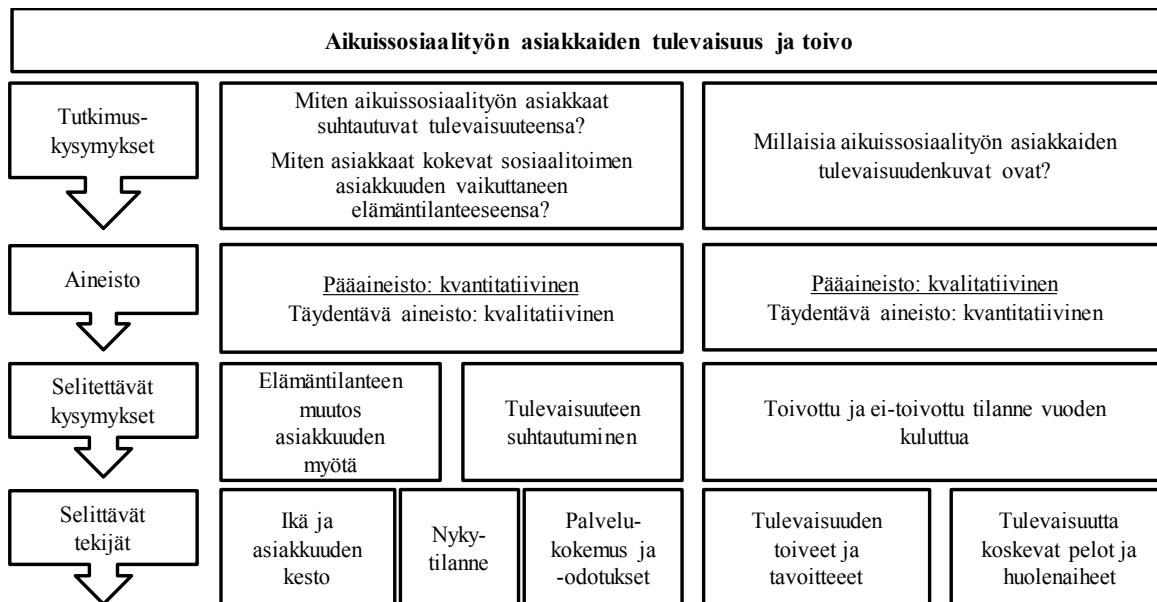 Aikuissosiaalityön asiakkaiden tulevaisuus ja toivo
Tutkimus-
kysymykset
Miten aikuissosiaalityön asiakkaat
suhtautuvat tulevaisuuteensa?
Miten asiakkaat kokevat sosiaalitoimen
asiakkuuden vaikuttaneen
elämäntilanteeseensa?
Millaisia aikuissosiaalityön asiakkaiden
tulevaisuudenkuvat ovat?
Aineisto
Pääaineisto: kvantitatiivinen
Täydentävä aineisto: kvalitatiivinen
Pääaineisto: kvalitatiivinen
Täydentävä aineisto: kvantitatiivinen
Selitettävät
kysymykset
Elämäntilanteen
muutos
asiakkuuden
myötä
Tulevaisuuteen
suhtautuminen
Toivottu ja ei-toivottu tilanne vuoden
kuluttua
Selittävät
tekijät
Ikä ja
asiakkuuden
kesto
Nyky-
tilanne
Palvelu-
kokemus ja
-odotukset
Tulevaisuuden
toiveet ja
tavoitteeet
Tulevaisuutta
koskevat pelot ja
huolenaiheet